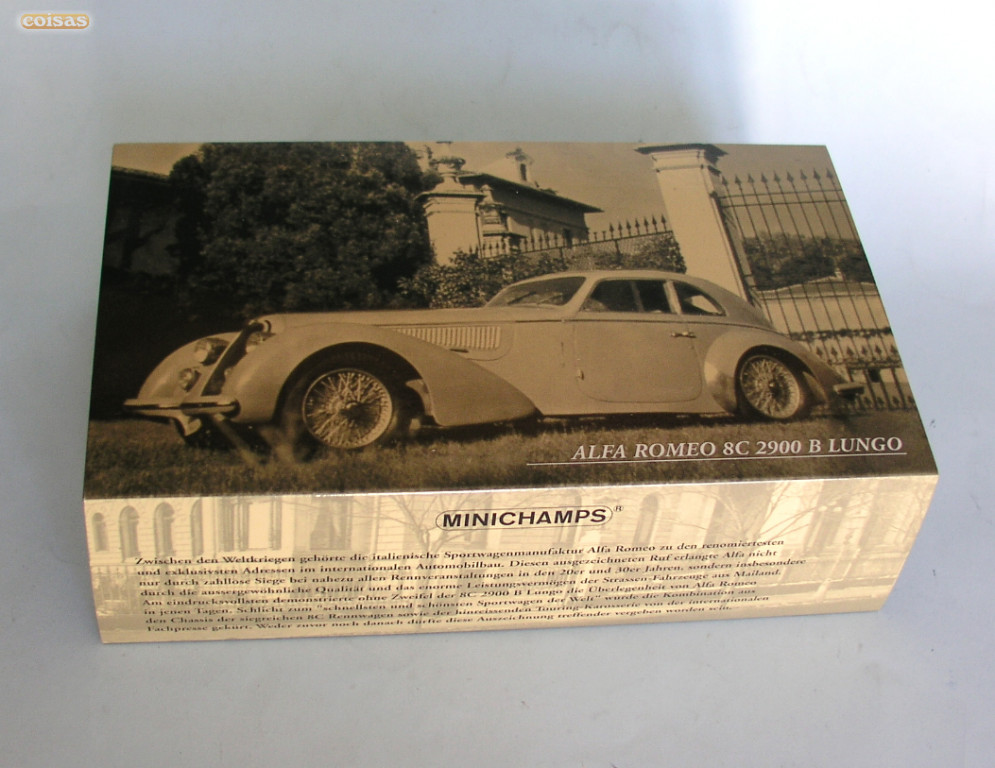 coisas
ALFA ROMEO 8C 2900 B LUNGO
MINICHAMPS®
Zwischen den Weltkriegen gehörte die italienische Sportwagenmanufaktur Alfa Romeo zu den renomiertesten
und exklusivsten Adressen im internationalen Automobilbau. Diesen ausgezeichneten Ruf erlangte Alfa nicht
nur durch zahllöse Siege bei nahezu allen Rennveranstaltungen in den 20er und 30er Jahren, sondern insbesondere
durch die aussergewöhnliche Qualität und das enorme Leistungsvermögen der Strassen-Fahrzeuge aus Mailand.
Am eindrucksvollsten demonstrierte ohne Zweifel der 8C 2900 B Lungo die Überlegenheit von Alfa Romeo
in jenen Tagen. Schlicht zum "schnellsten und schönsten Sportwagen der Welt" wurde die Kombination aus
den Chassis der siegreichen 8C Rennwagen sowie der hinreissenden Touring-Karosserie von der internationalen
Fachpresse gekürt. Weder zuvor noch danach dürfte diese Auszeichnung treffender vergeben worden sein.